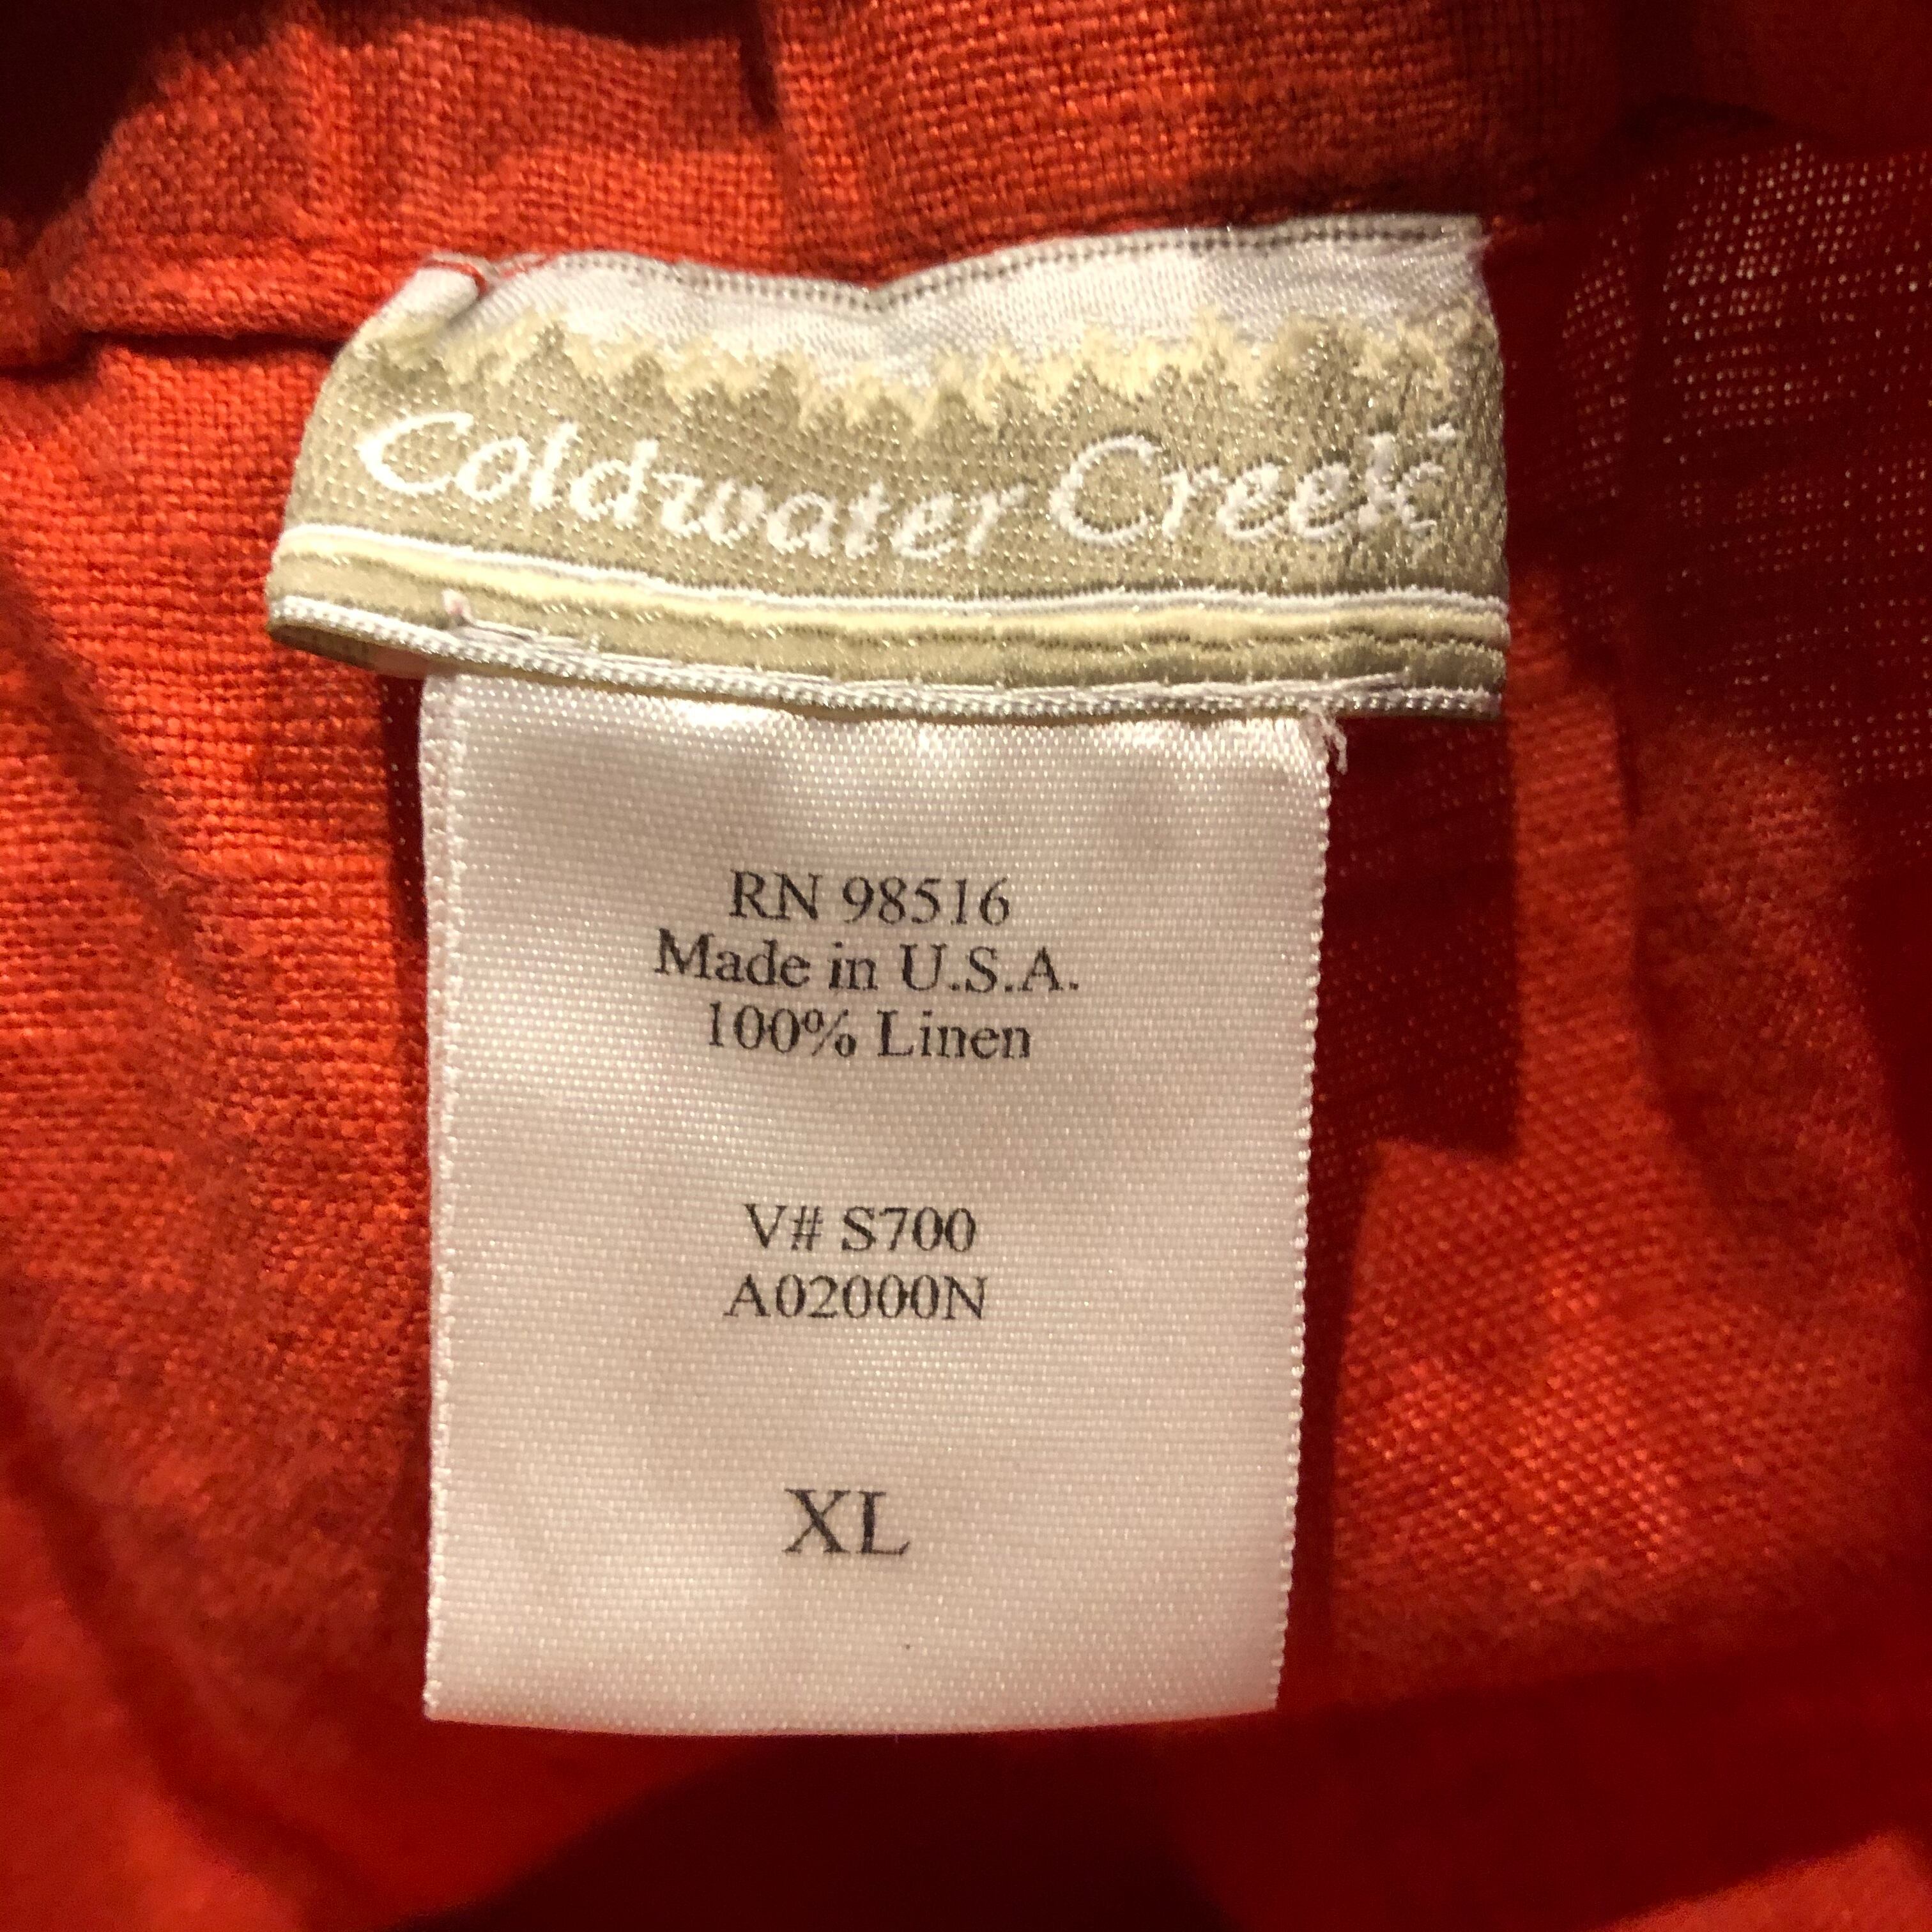 Coldwater Creek
RN 98516
Made in U.S.A.
100% Linen
V# S700
A02000N
XL